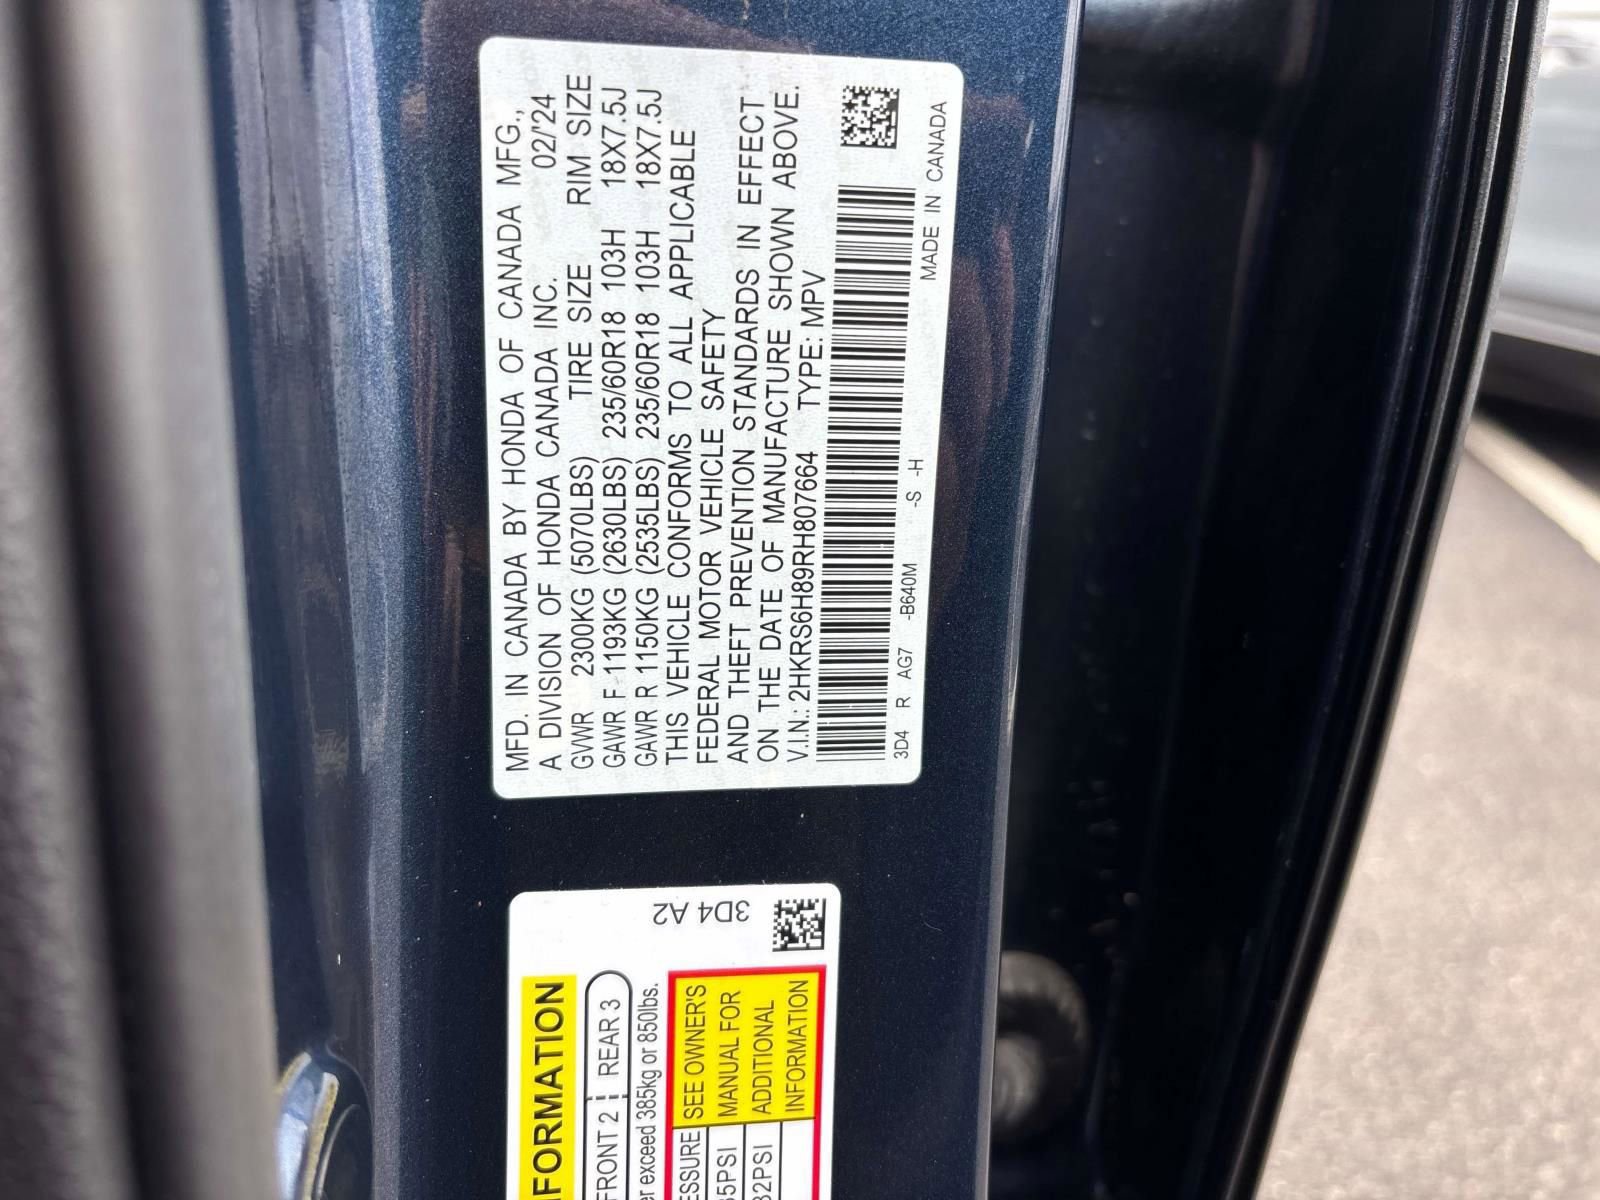 MFD. IN CANADA BY HONDA OF CANADA MFG.,
A DIVISION OF HONDA CANADA INC. 02/'24
GVWR 2300KG (5070LBS) TIRE SIZE RIM SIZE
GAWR F 1193KG (2630LBS) 235/60R18 103H 18X7.5J
GAWR R 1150KG (2535LBS) 235/60R18 103H 18X7.5J
THIS VEHICLE CONFORMS TO ALL APPLICABLE
FEDERAL MOTOR VEHICLE SAFETY
AND THEFT PREVENTION STANDARDS IN EFFECT
ON THE DATE OF MANUFACTURE SHOWN ABOVE.
V.I.N.: 2HKRS6H89RH807664 TYPE: MPV
3D4 R AG7 -B640M -S -H
MADE IN CANADA
3D4 A2
FORMATION
FRONT 2 REAR 3
er exceed 385kg or 850lbs.
ESSURE
35PSI
32PSI
SEE OWNER'S
MANUAL FOR
ADDITIONAL
INFORMATION